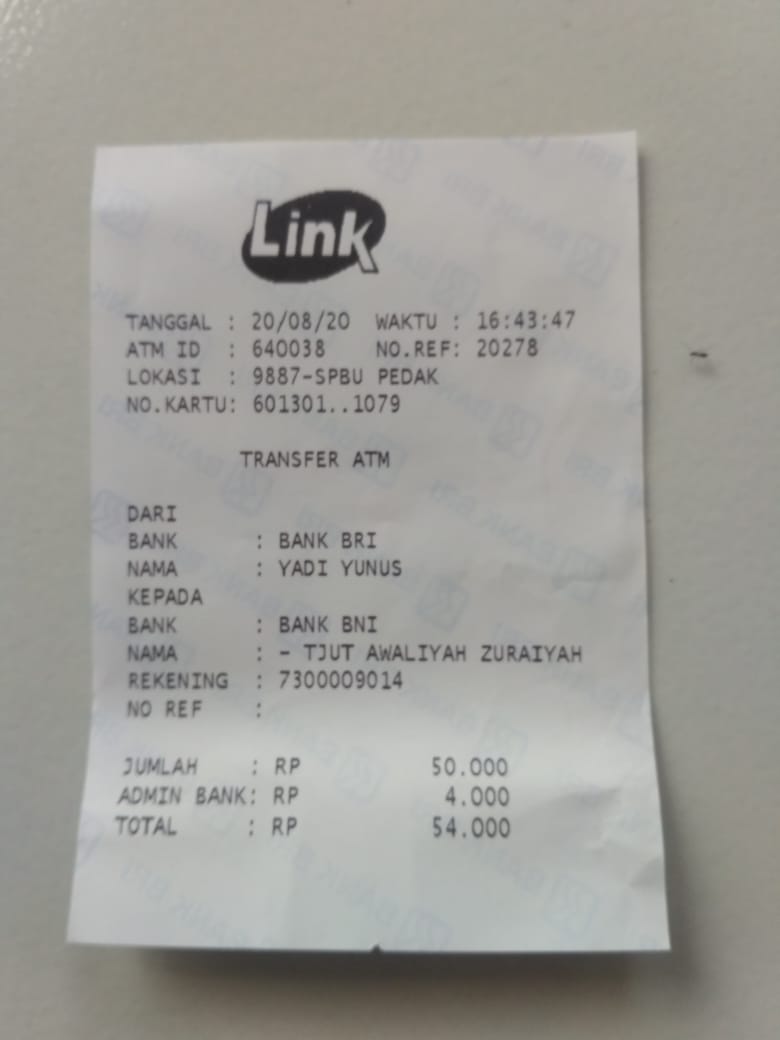 Link
TANGGAL : 20/08/20 WAKTU : 16:43:47
ATM ID : 640038 NO.REF: 20278
LOKASI : 9887-SPBU PEDAK
NO.KARTU: 601301..1079
TRANSFER ATM
DARI
BANK : BANK BRI
NAMA : YADI YUNUS
KEPADA
BANK : BANK BNI
NAMA : - TJUT AWALIYAH ZURAIYAH
REKENING : 7300009014
NO REF :
JUMLAH : RP 50.000
ADMIN BANK: RP 4.000
TOTAL : RP 54.000